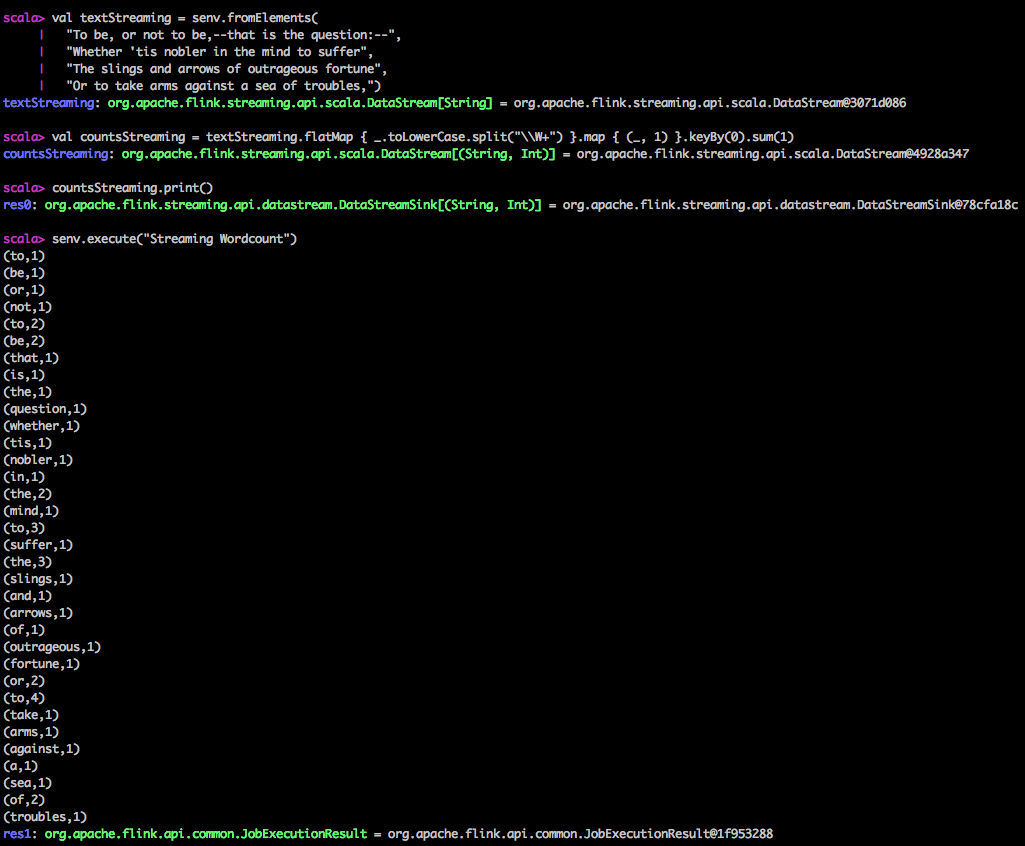 scala> val textStreaming = senv.fromElements(
| "To be, or not to be,--that is the question:--",
| "Whether 'tis nobler in the mind to suffer",
| "The slings and arrows of outrageous fortune",
| "Or to take arms against a sea of troubles,")
textStreaming: org.apache.flink.streaming.api.scala.DataStream[String] = org.apache.flink.streaming.api.scala.DataStream@3071d086
scala> val countsStreaming = textStreaming.flatMap { _.toLowerCase.split("\\W+") }.map { (_, 1) }.keyBy(0).sum(1)
countsStreaming: org.apache.flink.streaming.api.scala.DataStream[(String, Int)] = org.apache.flink.streaming.api.scala.DataStream@4928a347
scala> countsStreaming.print()
res0: org.apache.flink.streaming.api.datastream.DataStreamSink[(String, Int)] = org.apache.flink.streaming.api.datastream.DataStreamSink@78cfa18c
scala> senv.execute("Streaming Wordcount")
(to,1)
(be,1)
(or,1)
(not,1)
(to,2)
(be,2)
(that,1)
(is,1)
(the,1)
(question,1)
(whether,1)
(tis,1)
(nobler,1)
(in,1)
(the,2)
(mind,1)
(to,3)
(suffer,1)
(the,3)
(slings,1)
(and,1)
(arrows,1)
(of,1)
(outrageous,1)
(fortune,1)
(or,2)
(to,4)
(take,1)
(arms,1)
(against,1)
(a,1)
(sea,1)
(of,2)
(troubles,1)
res1: org.apache.flink.api.common.JobExecutionResult = org.apache.flink.api.common.JobExecutionResult@1f953288